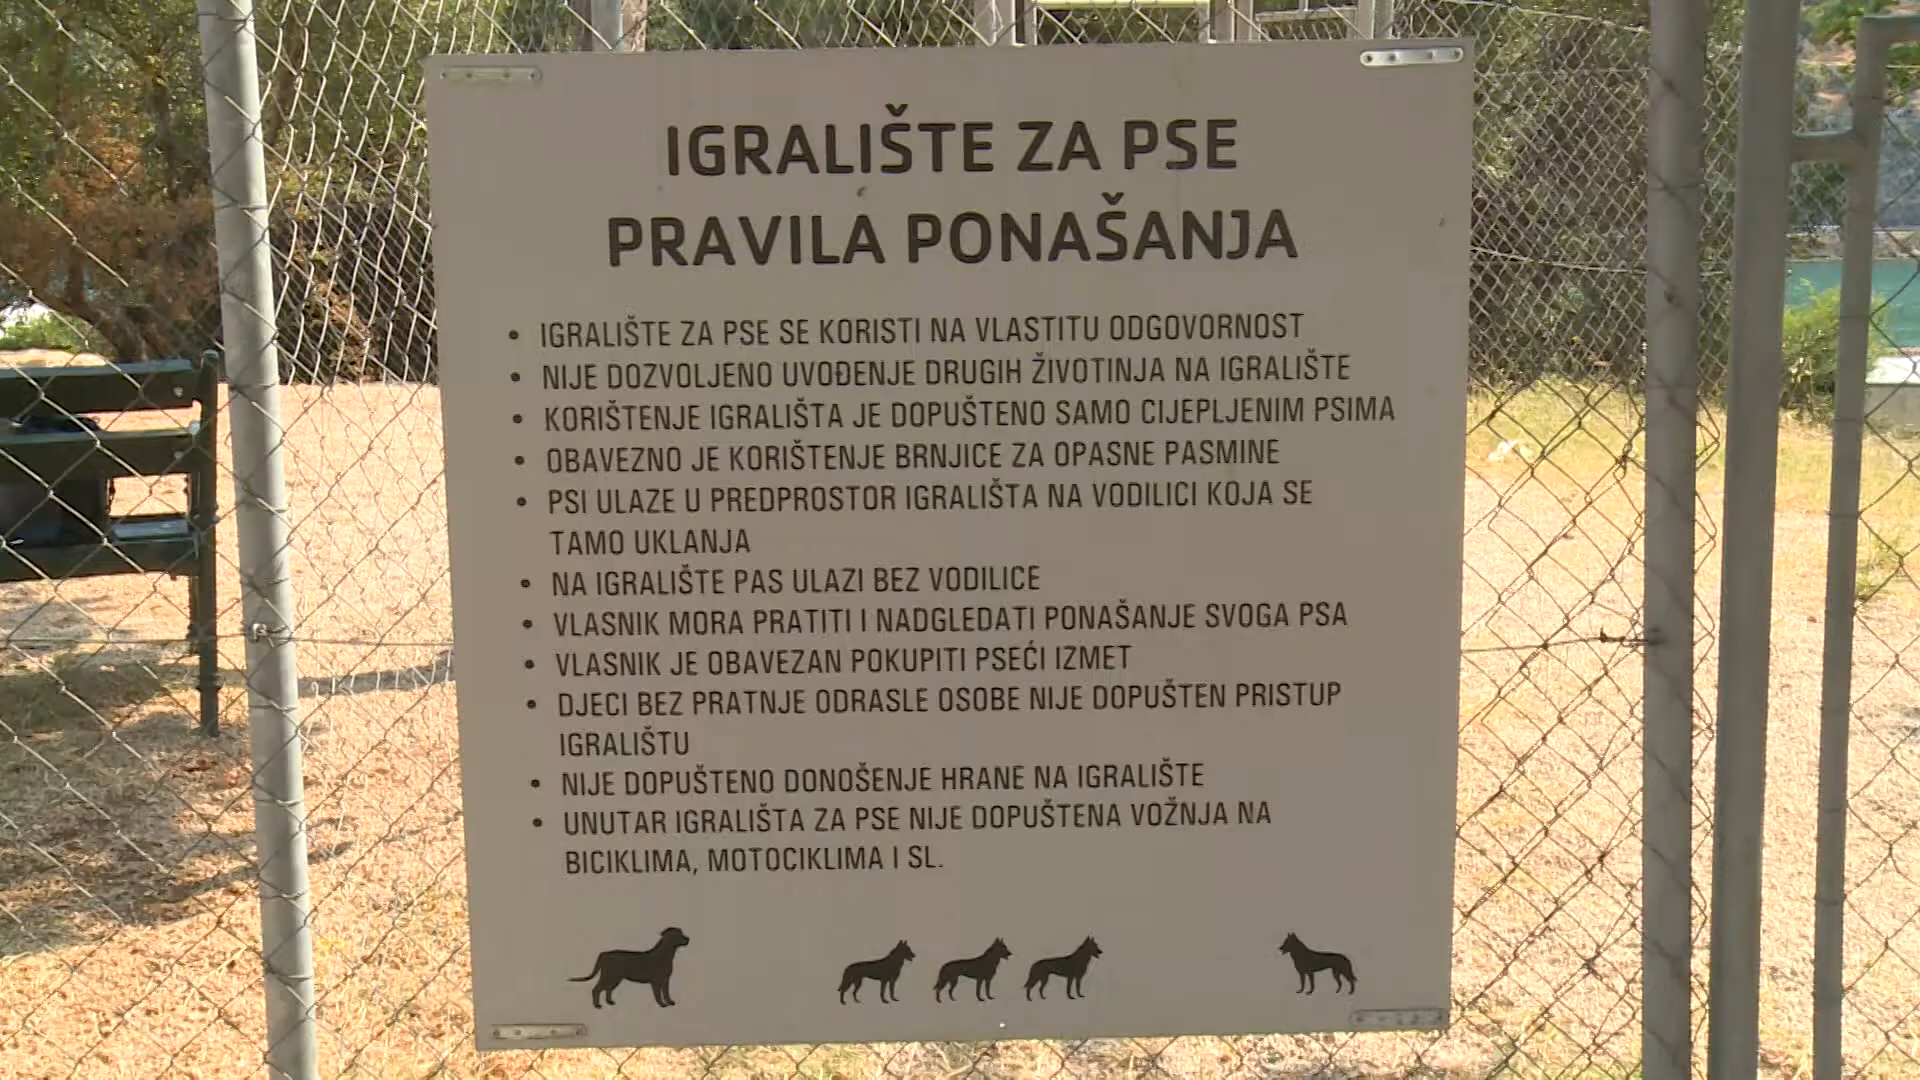 IGRALIŠTE ZA PSE
PRAVILA PONAŠANJA
• IGRALIŠTE ZA PSE SE KORISTI NA VLASTITU ODGOVORNOST
• NIJE DOZVOLJENO UVOĐENJE DRUGIH ŽIVOTINJA NA IGRALIŠTE
• KORIŠTENJE IGRALIŠTA JE DOPUŠTENO SAMO CIJEPLJENIM PSIMA
• OBAVEZNO JE KORIŠTENJE BRNJICE ZA OPASNE PASMINE
• PSI ULAZE U PREDPROSTOR IGRALIŠTA NA VODILICI KOJA SE
TAMO UKLANJA
• NA IGRALIŠTE PAS ULAZI BEZ VODILICE
• VLASNIK MORA PRATITI I NADGLEDATI PONAŠANJE SVOGA PSA
• VLASNIK JE OBAVEZAN POKUPITI PSEĆI IZMET
• DJECI BEZ PRATNJE ODRASLE OSOBE NIJE DOPUŠTEN PRISTUP
IGRALIŠTU
• NIJE DOPUŠTENO DONOŠENJE HRANE NA IGRALIŠTE
• UNUTAR IGRALIŠTA ZA PSE NIJE DOPUŠTENA VOŽNJA NA
BICIKLIMA, MOTOCIKLIMA I SL.